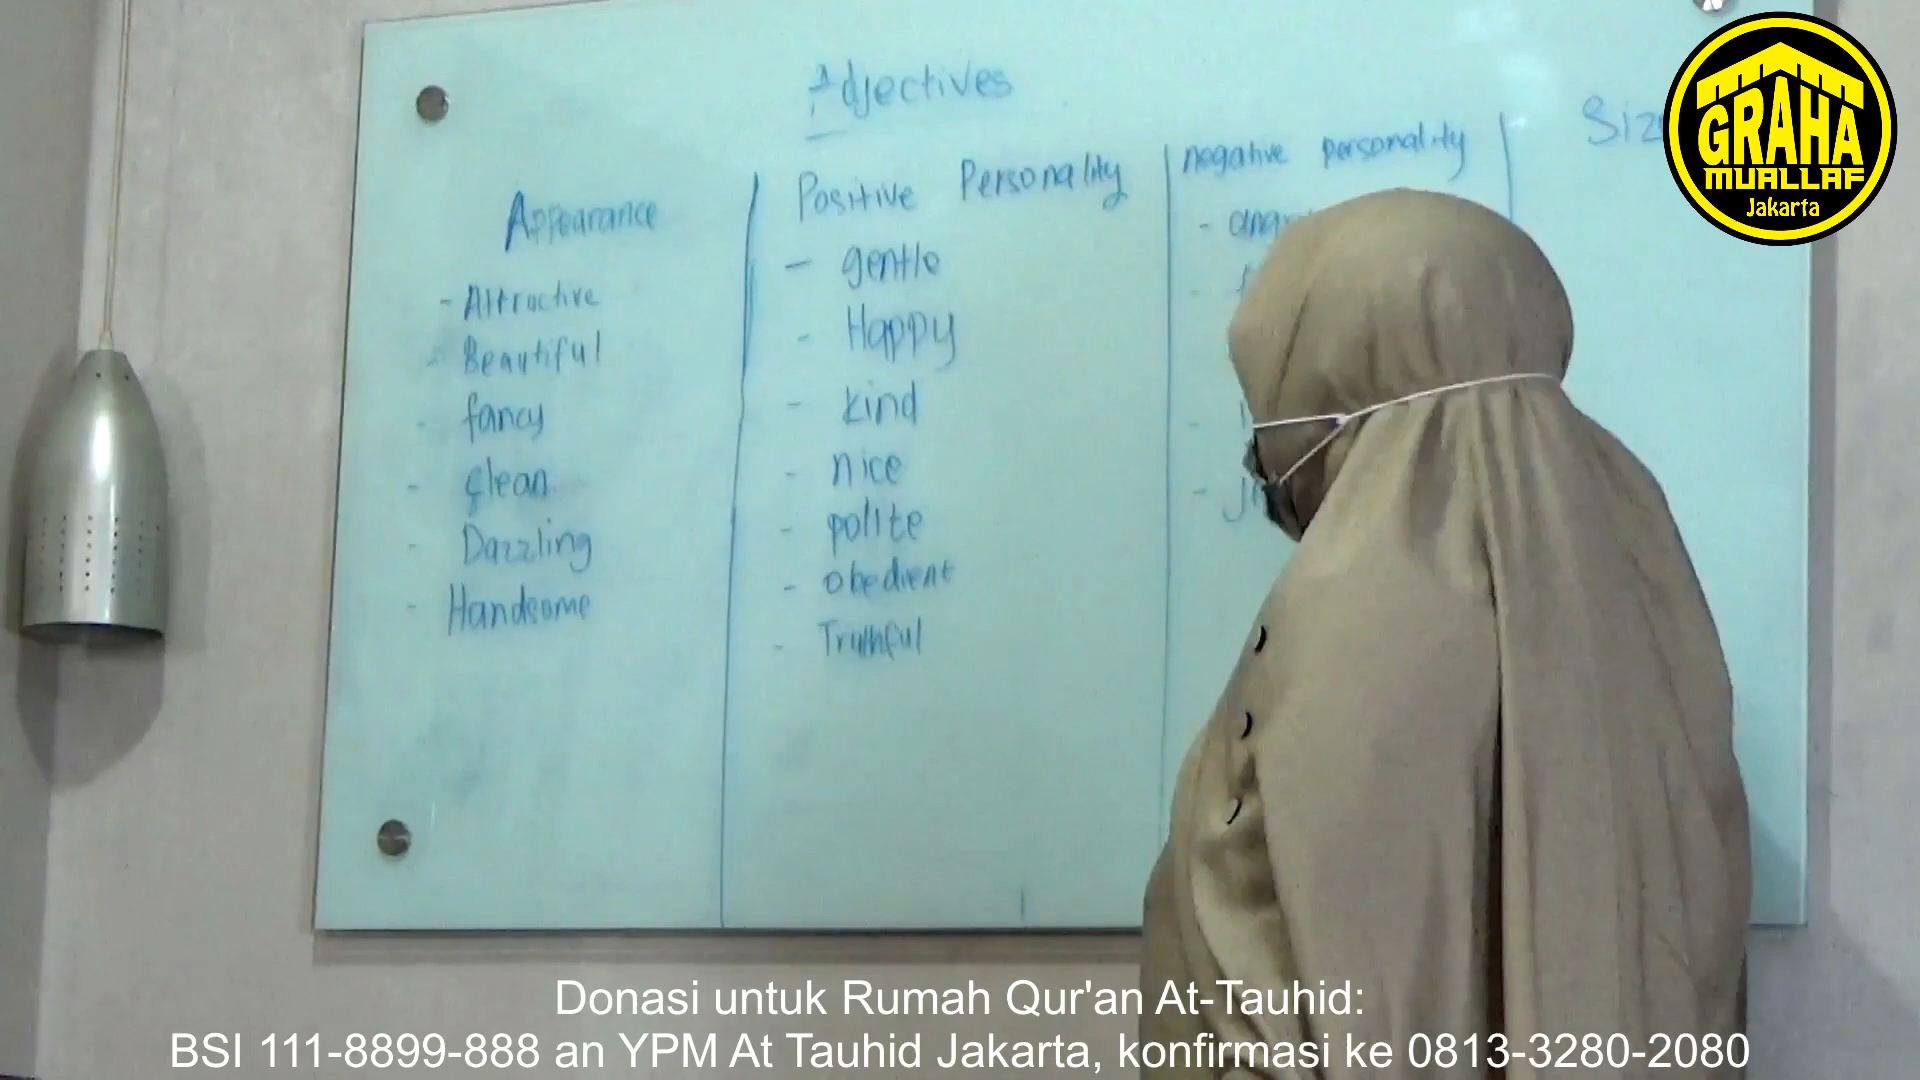 Adjectives
Appearance
- Attractive
- Beautiful
- fancy
- clean
- Dazzling
- Handsome
Positive Personality
- gentle
- Happy
- kind
- nice
- polite
- obedient
- Truthful
negative personality
GRAHA
MUALLAF
Jakarta
Donasi untuk Rumah Qur'an At-Tauhid:
BSI 111-8899-888 an YPM At Tauhid Jakarta, konfirmasi ke 0813-3280-2080